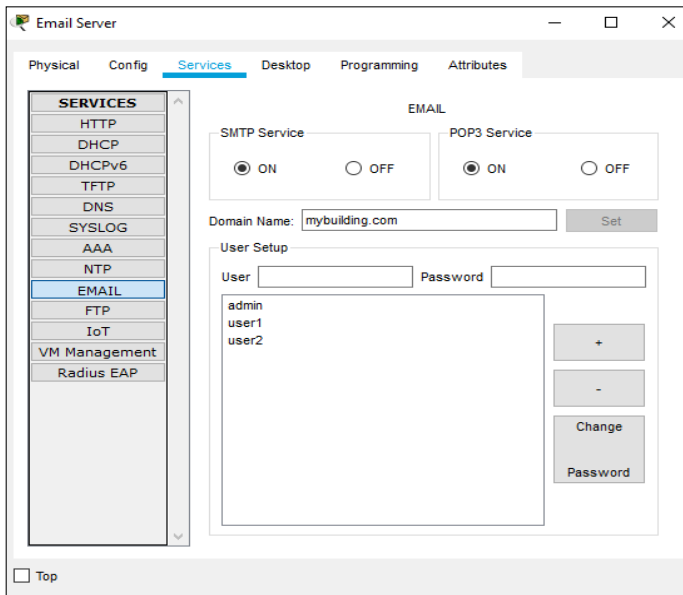 Email Server
Physical Config Services Desktop Programming Attributes
SERVICES
HTTP
DHCP
DHCPv6
TFTP
DNS
SYSLOG
AAA
NTP
EMAIL
FTP
IoT
VM Management
Radius EAP
EMAIL
SMTP Service
ON OFF
POP3 Service
ON OFF
Domain Name: mybuilding.com Set
User Setup
User Password
admin
user1
user2
+
-
Change
Password
Top